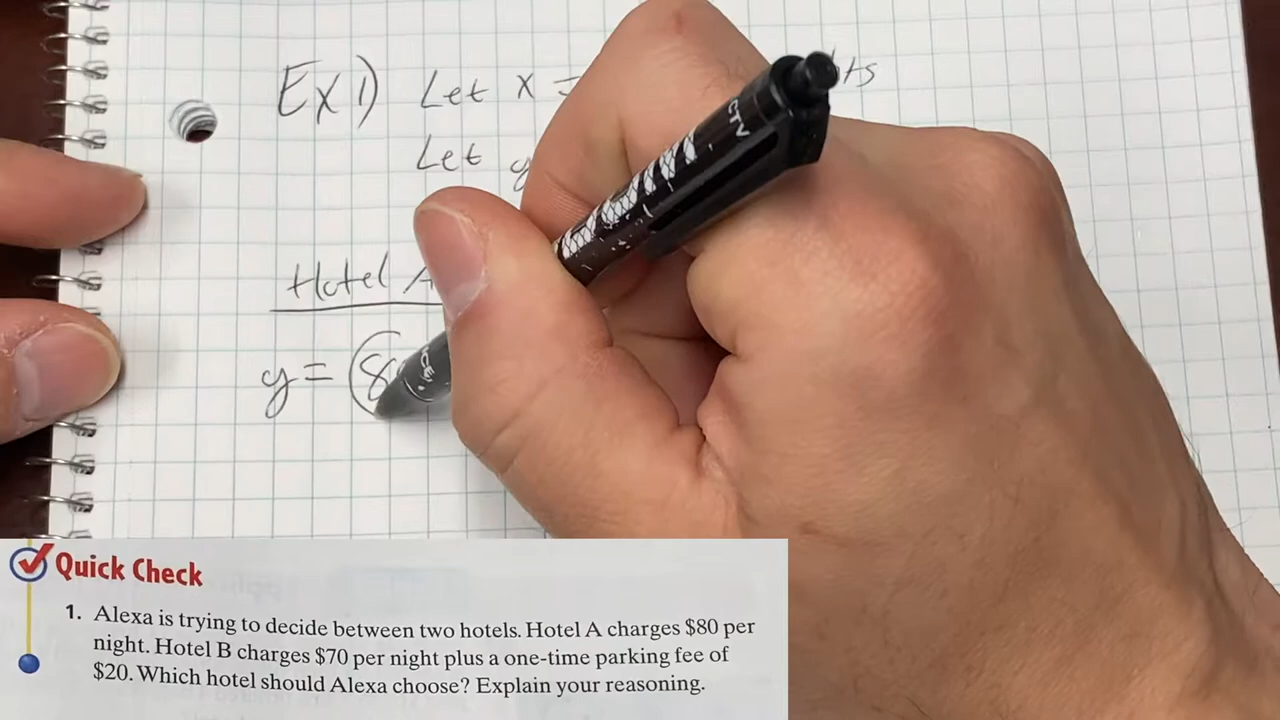 Ex 1) Let x =
Let y
Hotel A
y = 80
CTV
Quick Check
1. Alexa is trying to decide between two hotels. Hotel A charges $80 per
night. Hotel B charges $70 per night plus a one-time parking fee of
$20. Which hotel should Alexa choose? Explain your reasoning.